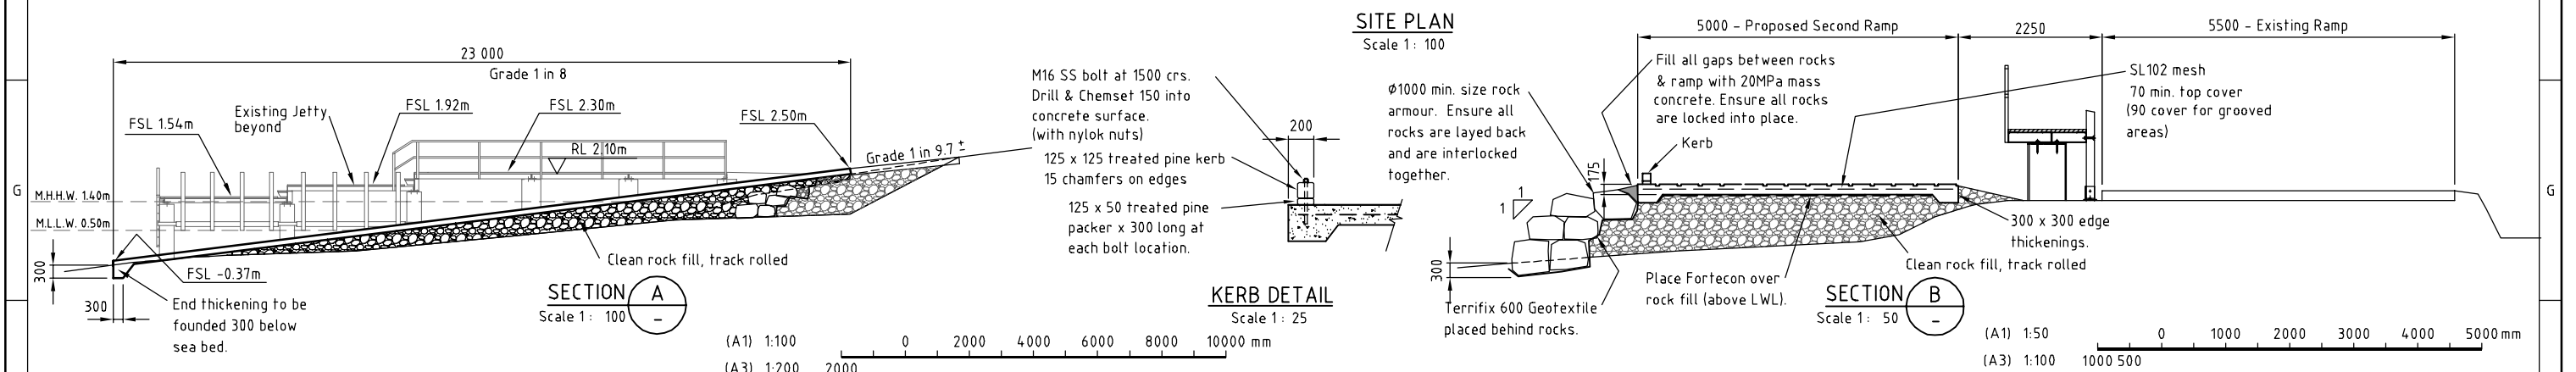 SITE PLAN
Scale 1: 100
23 000
Grade 1 in 8
FSL 1.54m
Existing Jetty
beyond
FSL 1.92m
FSL 2.30m
RL 2.10m
FSL 2.50m
Grade 1 in 9.7 ±
G
M.H.H.W. 1.40m
M.L.L.W. 0.50m
300
FSL -0.37m
300
End thickening to be
founded 300 below
sea bed.
Clean rock fill, track rolled
SECTION A
Scale 1: 100
-
(A1) 1:100 0 2000 4000 6000 8000 10000 mm
(A3) 1:200 2000
M16 SS bolt at 1500 crs.
Drill & Chemset 150 into
concrete surface.
(with nylok nuts)
125 x 125 treated pine kerb
15 chamfers on edges
125 x 50 treated pine
packer x 300 long at
each bolt location.
200
KERB DETAIL
Scale 1: 25
5000 - Proposed Second Ramp
2250
5500 - Existing Ramp
Ø1000 min. size rock
armour. Ensure all
rocks are layed back
and are interlocked
together.
Fill all gaps between rocks
& ramp with 20MPa mass
concrete. Ensure all rocks
are locked into place.
Kerb
175
1
1
300
SL102 mesh
70 min. top cover
(90 cover for grooved
areas)
300 x 300 edge
thickenings.
Clean rock fill, track rolled
Place Fortecon over
rock fill (above LWL).
Terrifix 600 Geotextile
placed behind rocks.
SECTION B
Scale 1: 50
-
(A1) 1:50 0 1000 2000 3000 4000 5000 mm
(A3) 1:100 1000 500
G